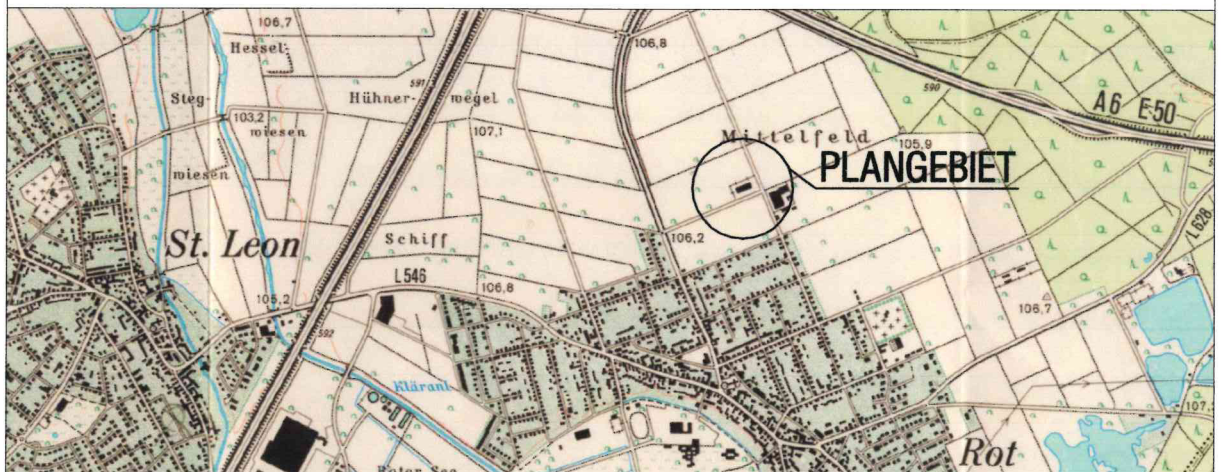 106,7
Hessel-
106,8
591
590
Hühner-
wegel
A6 E-50
Steg-
103,2
wiesen
107,1
Mittelfeld
105,9
wiesen
PLANGEBIET
L628
St. Leon
Schiff
106,2
L546
106,8
105,2
106,7
592
Kläranl
107,
Roter See
Rot